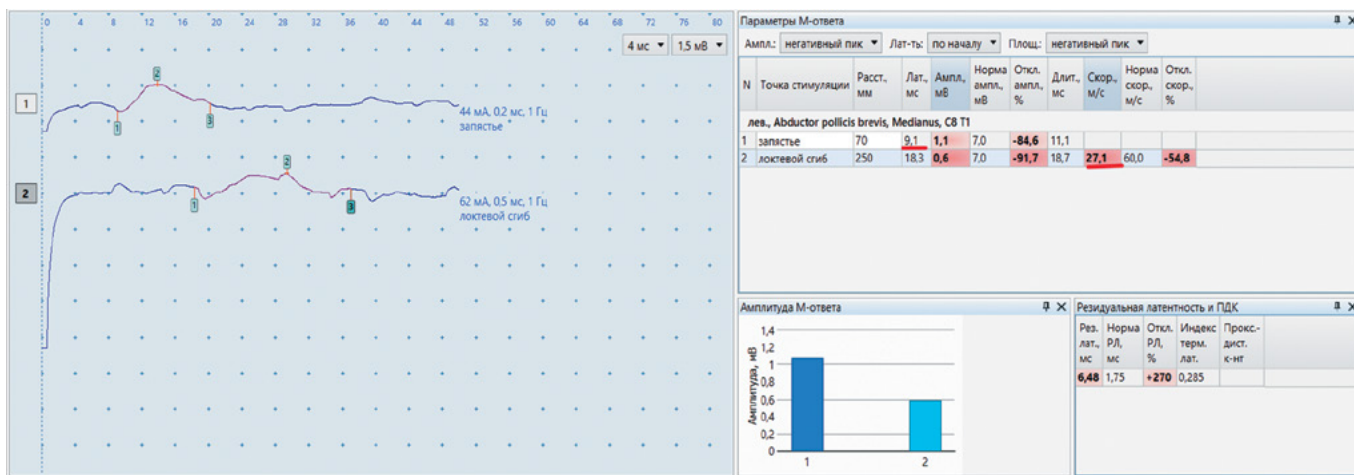 0 4 8 12 16 20 24 28 32 36 40 44 48 52 56 60 64 68 72 76 80
4 мс 1,5 мВ
1
2
1
3
44 мА, 0,2 мс, 1 Гц
запястье
2
2
1
3
62 мА, 0,5 мс, 1 Гц
локтевой сгиб
Параметры М-ответа
Ампл.: негативный пик Лат-ть: по началу Площ.: негативный пик
N Точка стимуляции Расст., мм Лат., мс Ампл., мВ Норма ампл., мВ Откл. ампл., % Длит., мс Скор., м/с Норма скор., м/с Откл. скор., %
лев., Abductor pollicis brevis, Medianus, C8 T1
1 запястье 70 9,1 1,1 7,0 -84,6 11,1
2 локтевой сгиб 250 18,3 0,6 7,0 -91,7 18,7 27,1 60,0 -54,8
Амплитуда М-ответа
Амплитуда, мВ
1,4
1,2
1
0,8
0,6
0,4
0,2
0
1 2
Резидуальная латентность и ПДК
Рез. лат., мс Норма РЛ, мс Откл. РЛ, % Индекс терм. лат. Прокс.-дист. к-нт
6,48 1,75 +270 0,285